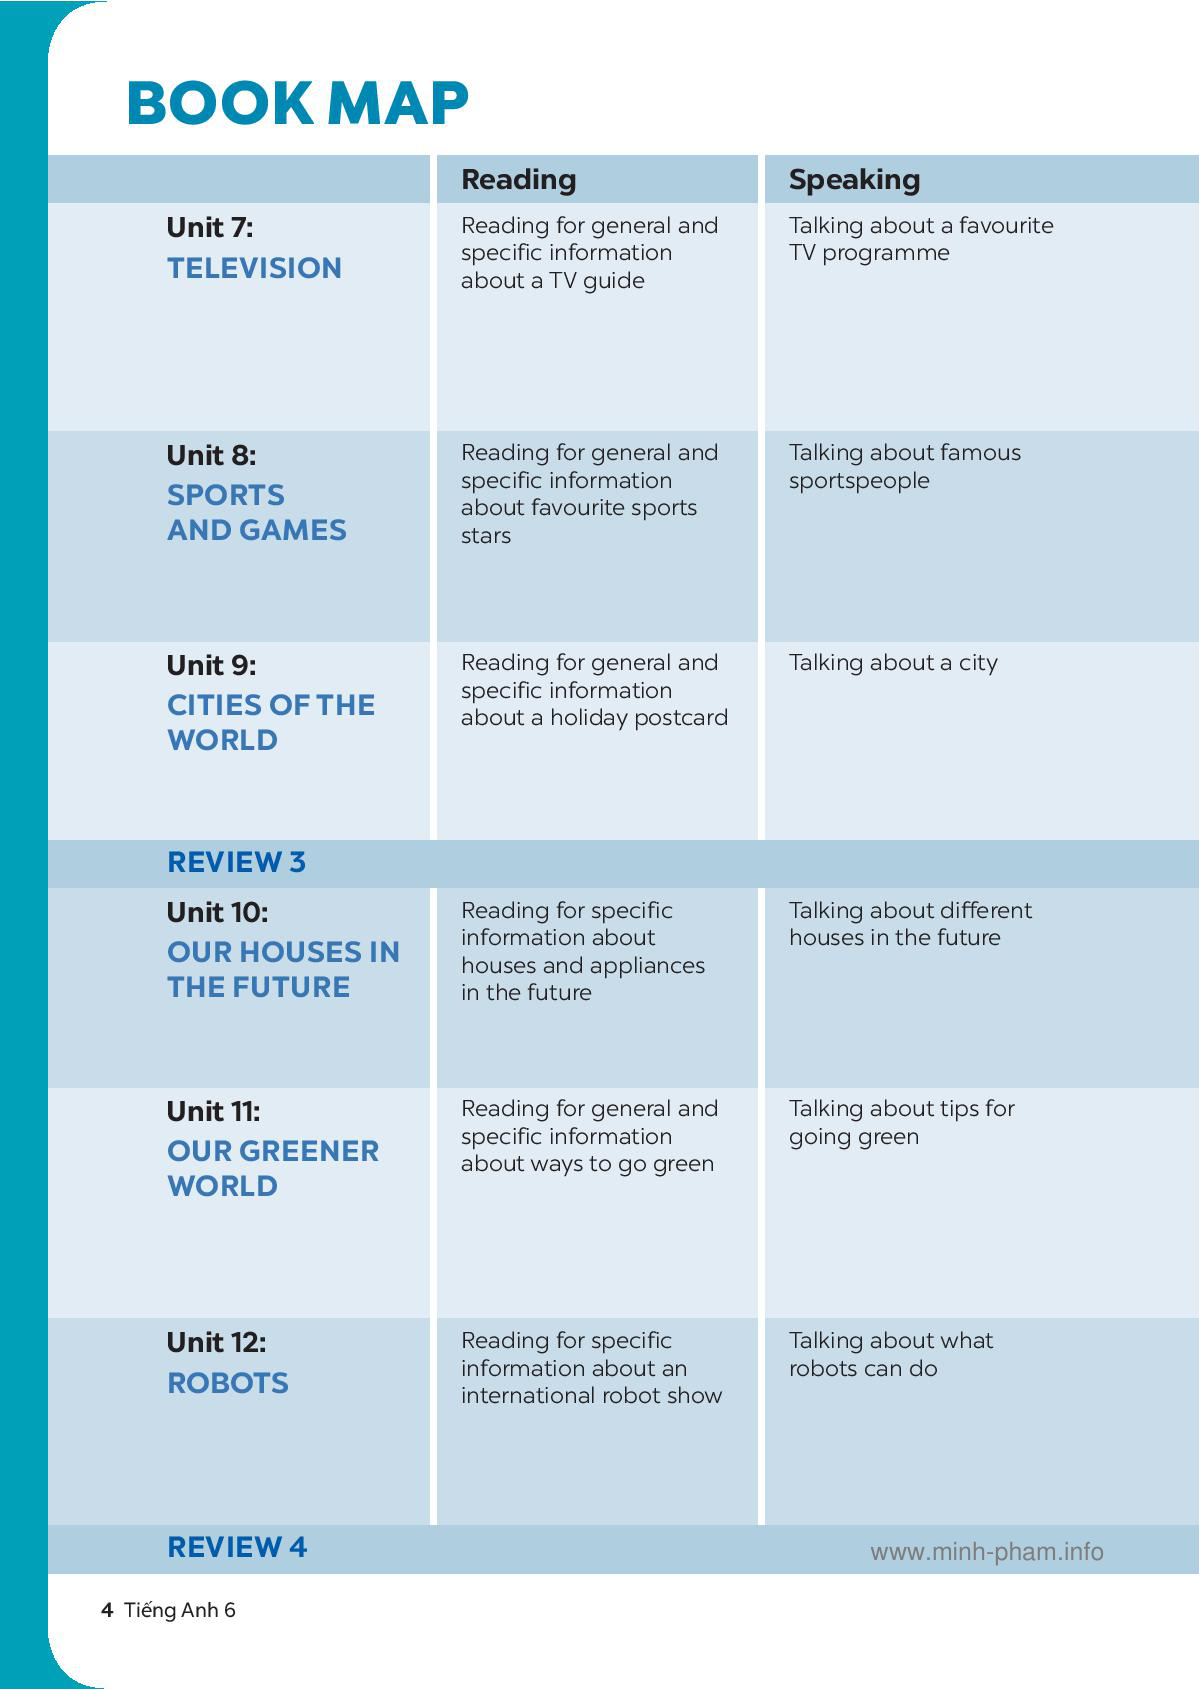 BOOK MAP
Reading
Speaking
Unit 7:
TELEVISION
Reading for general and
specific information
about a TV guide
Talking about a favourite
TV programme
Unit 8:
SPORTS
AND GAMES
Reading for general and
specific information
about favourite sports
stars
Talking about famous
sportspeople
Unit 9:
CITIES OF THE
WORLD
Reading for general and
specific information
about a holiday postcard
Talking about a city
REVIEW 3
Unit 10:
OUR HOUSES IN
THE FUTURE
Reading for specific
information about
houses and appliances
in the future
Talking about different
houses in the future
Unit 11:
OUR GREENER
WORLD
Reading for general and
specific information
about ways to go green
Talking about tips for
going green
Unit 12:
ROBOTS
Reading for specific
information about an
international robot show
Talking about what
robots can do
REVIEW 4
www.minh-pham.info
4 Tiếng Anh 6